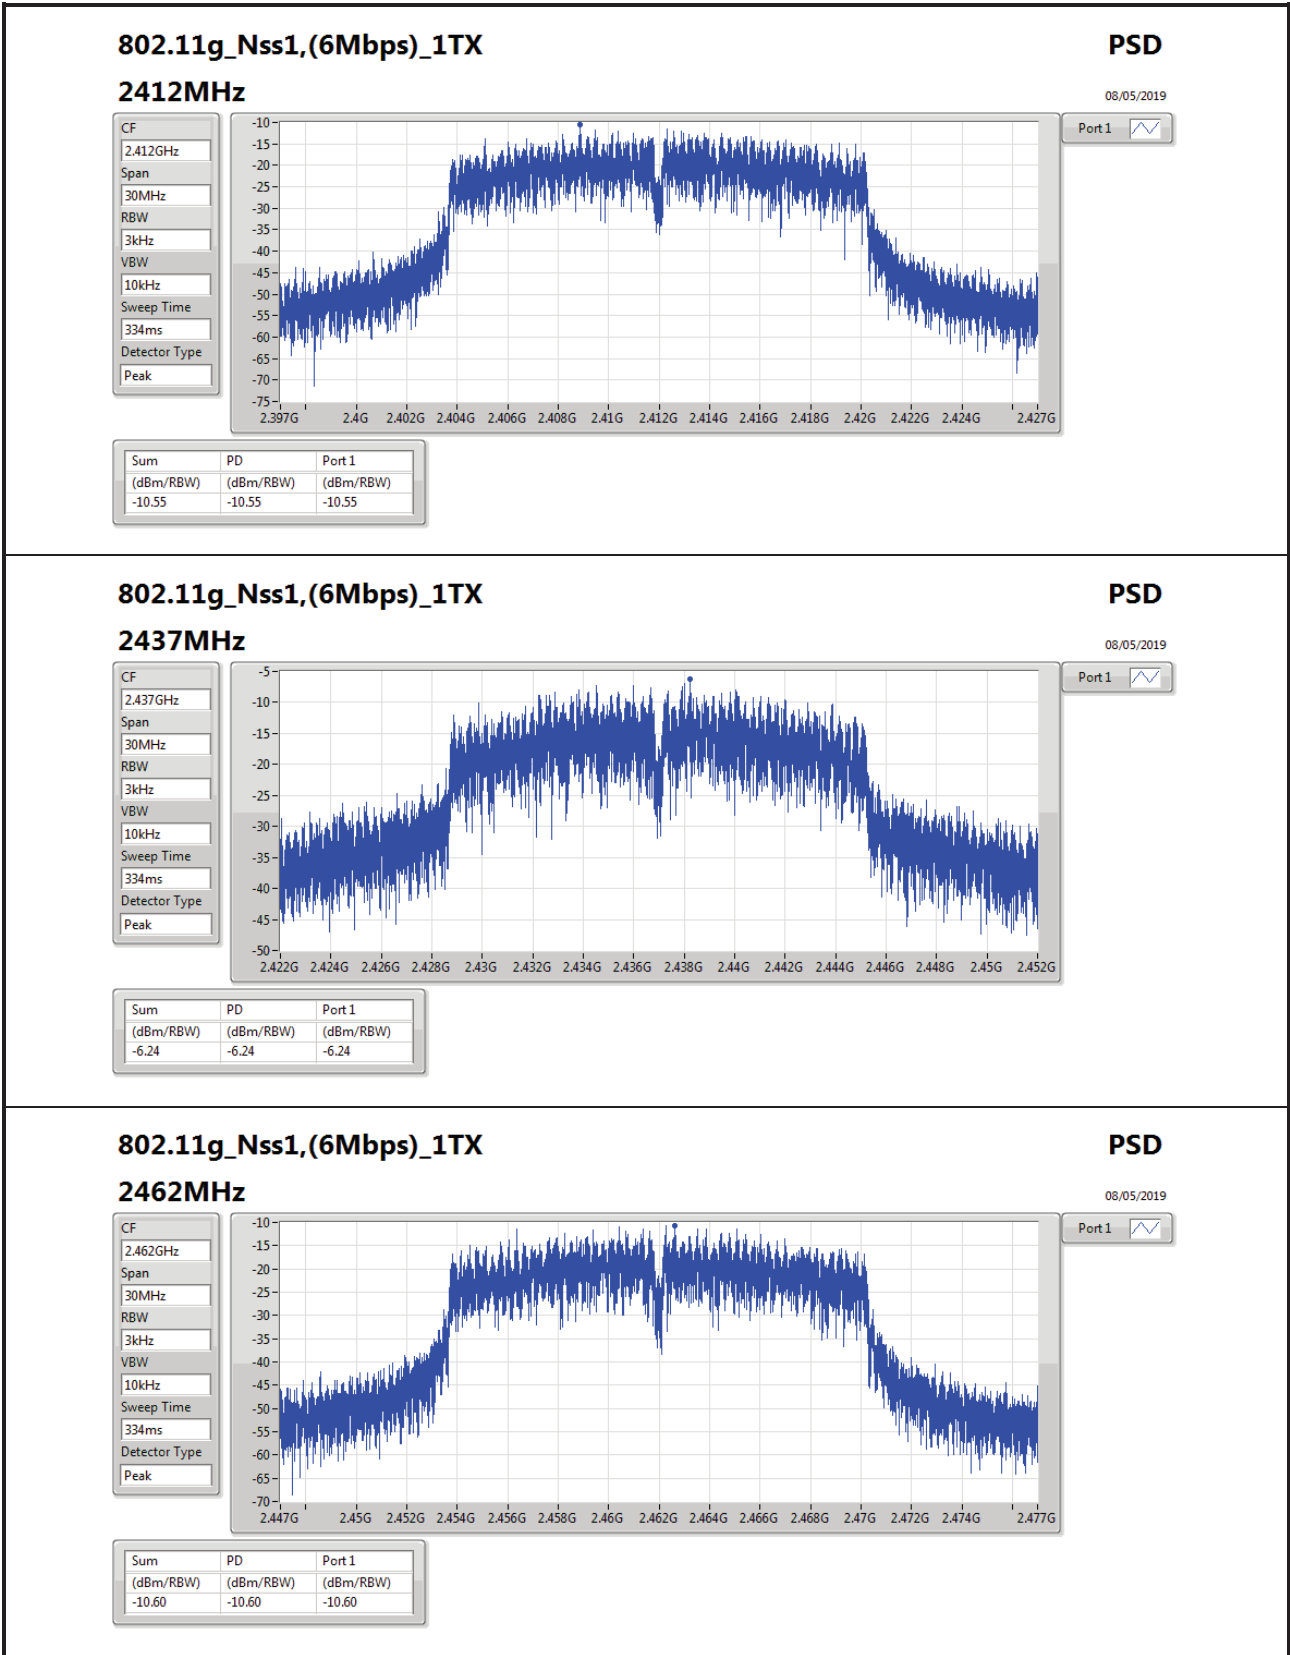 802.11g_Nss1,(6Mbps)_1TX PSD
2412MHz 08/05/2019
CF
2.412GHz
Span
30MHz
RBW
3kHz
VBW
10kHz
Sweep Time
334ms
Detector Type
Peak
-10
-15
-20
-25
-30
-35
-40
-45
-50
-55
-60
-65
-70
-75
2.397G 2.4G 2.402G 2.404G 2.406G 2.408G 2.41G 2.412G 2.414G 2.416G 2.418G 2.42G 2.422G 2.424G 2.427G
Port 1
Sum PD Port 1
(dBm/RBW) (dBm/RBW) (dBm/RBW)
-10.55 -10.55 -10.55
802.11g_Nss1,(6Mbps)_1TX PSD
2437MHz 08/05/2019
CF
2.437GHz
Span
30MHz
RBW
3kHz
VBW
10kHz
Sweep Time
334ms
Detector Type
Peak
-5
-10
-15
-20
-25
-30
-35
-40
-45
-50
2.422G 2.424G 2.426G 2.428G 2.43G 2.432G 2.434G 2.436G 2.438G 2.44G 2.442G 2.444G 2.446G 2.448G 2.45G 2.452G
Port 1
Sum PD Port 1
(dBm/RBW) (dBm/RBW) (dBm/RBW)
-6.24 -6.24 -6.24
802.11g_Nss1,(6Mbps)_1TX PSD
2462MHz 08/05/2019
CF
2.462GHz
Span
30MHz
RBW
3kHz
VBW
10kHz
Sweep Time
334ms
Detector Type
Peak
-10
-15
-20
-25
-30
-35
-40
-45
-50
-55
-60
-65
-70
2.447G 2.45G 2.452G 2.454G 2.456G 2.458G 2.46G 2.462G 2.464G 2.466G 2.468G 2.47G 2.472G 2.474G 2.477G
Port 1
Sum PD Port 1
(dBm/RBW) (dBm/RBW) (dBm/RBW)
-10.60 -10.60 -10.60